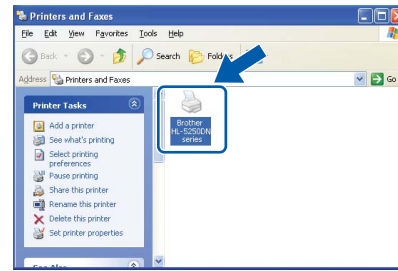 Printers and Faxes
File Edit View Favorites Tools Help
Back Search Folders
Address Printers and Faxes Go
Printer Tasks
Add a printer
See what's printing
Select printing
preferences
Pause printing
Share this printer
Rename this printer
Delete this printer
Set printer properties
See Also
Brother
HL-5250DN
series